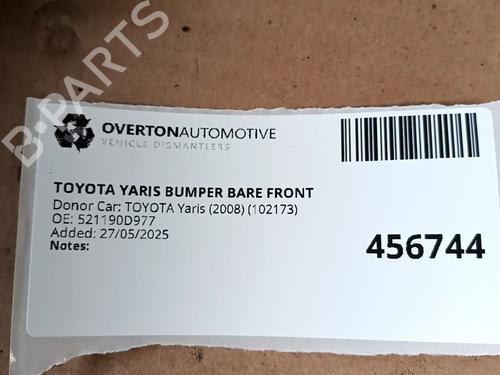 B-PARTS
OVERTONAUTOMOTIVE
VEHICLE DISMANTLERS
TOYOTA YARIS BUMPER BARE FRONT
Donor Car: TOYOTA Yaris (2008) (102173)
OE: 521190D977
Added: 27/05/2025
Notes:
456744